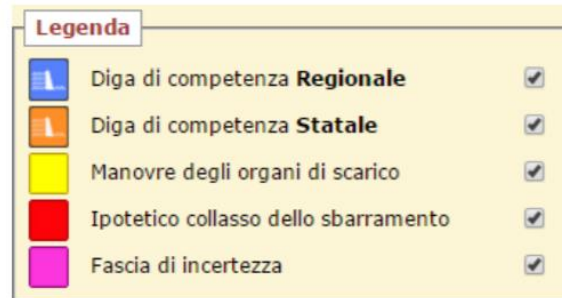 Legenda
Diga di competenza Regionale
Diga di competenza Statale
Manovre degli organi di scarico
Ipotetico collasso dello sbarramento
Fascia di incertezza